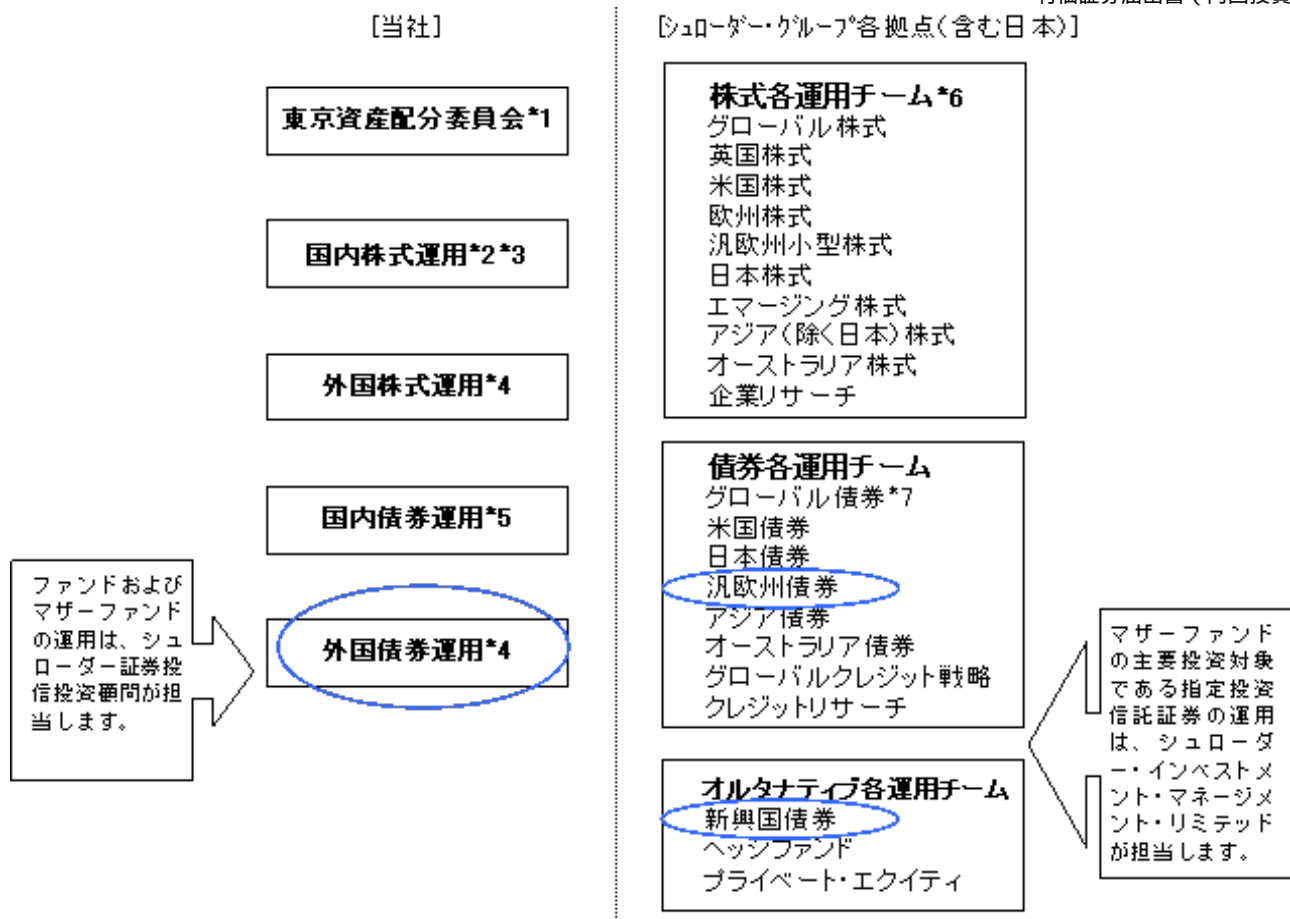 [当社]
東京資産配分委員会*1
国内株式運用*2*3
外国株式運用*4
国内債券運用*5
外国債券運用*4
ファンドおよび
マザーファンド
の運用は、シュ
ローダー証券投
信投資顧問が担
当します。
[シュローダー・グループ各拠点(含む日本)]
株式各運用チーム*6
グローバル株式
英国株式
米国株式
欧州株式
汎欧州小型株式
日本株式
エマージング株式
アジア(除く日本)株式
オーストラリア株式
企業リサーチ
債券各運用チーム
グローバル債券*7
米国債券
日本債券
汎欧州債券
アジア債券
オーストラリア債券
グローバルクレジット戦略
クレジットリサーチ
オルタナティブ各運用チーム
新興国債券
ヘッジファンド
プライベート・エクイティ
マザーファンド
の主要投資対象
である指定投資
信託証券の運用
は、シュローダ
ー・インベストメ
ント・マネージメ
ント・リミテッド
が担当します。